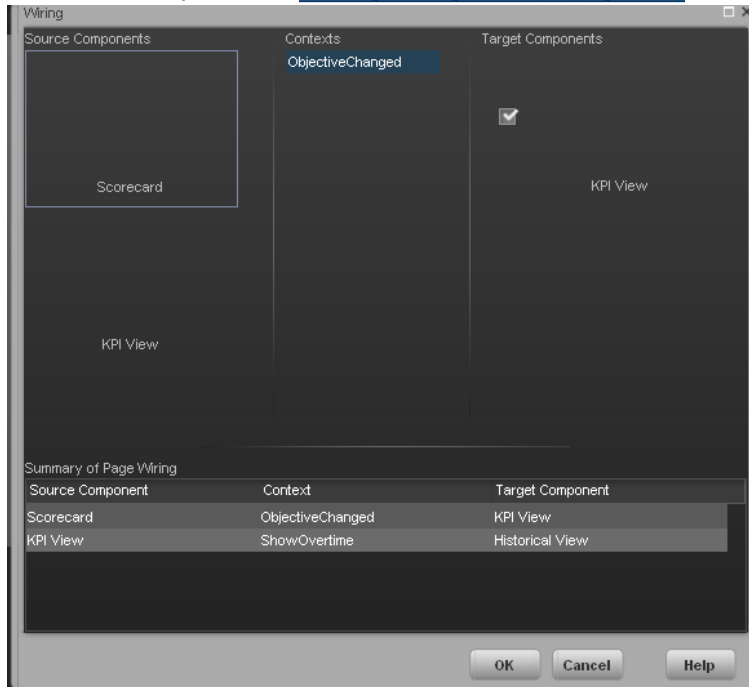 Wiring
Source Components Contexts Target Components
ObjectiveChanged
Scorecard KPI View
KPI View
Summary of Page Wiring
Source Component Context Target Component
Scorecard ObjectiveChanged KPI View
KPI View ShowOvertime Historical View
OK Cancel Help